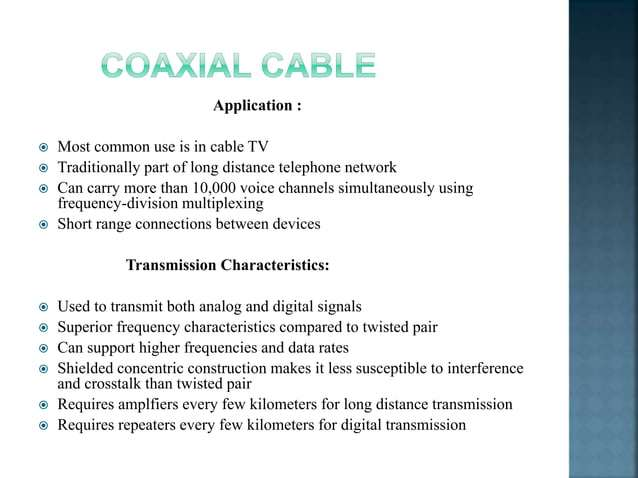 COAXIAL CABLE
Application :
Most common use is in cable TV
Traditionally part of long distance telephone network
Can carry more than 10,000 voice channels simultaneously using
frequency-division multiplexing
Short range connections between devices
Transmission Characteristics:
Used to transmit both analog and digital signals
Superior frequency characteristics compared to twisted pair
Can support higher frequencies and data rates
Shielded concentric construction makes it less susceptible to interference
and crosstalk than twisted pair
Requires amplfiers every few kilometers for long distance transmission
Requires repeaters every few kilometers for digital transmission